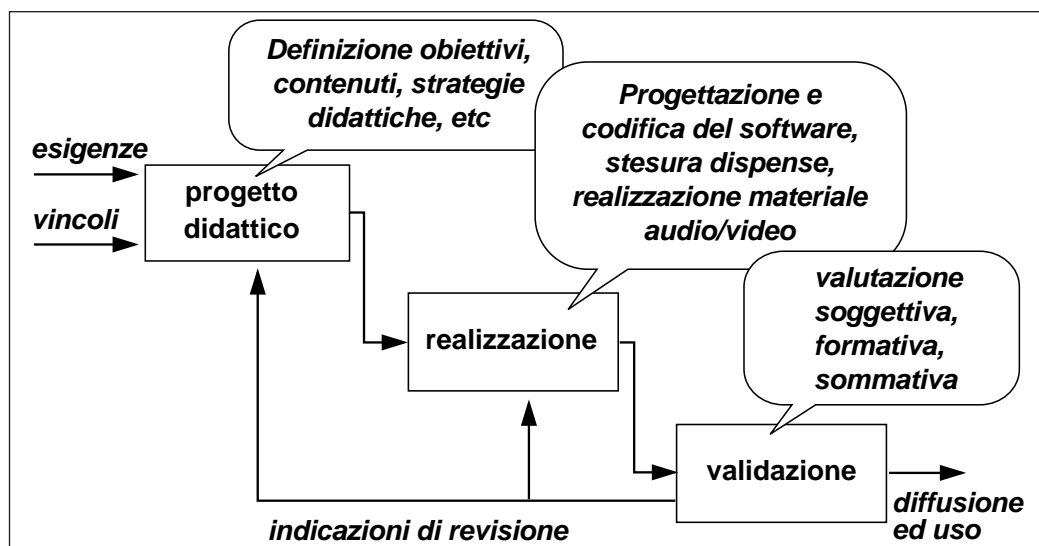 Definizione obiettivi,
contenuti, strategie
didattiche, etc
Progettazione e
codifica del software,
stesura dispense,
realizzazione materiale
audio/video
esigenze
vincoli
progetto
didattico
realizzazione
valutazione
soggettiva,
formativa,
sommativa
validazione
diffusione
ed uso
indicazioni di revisione